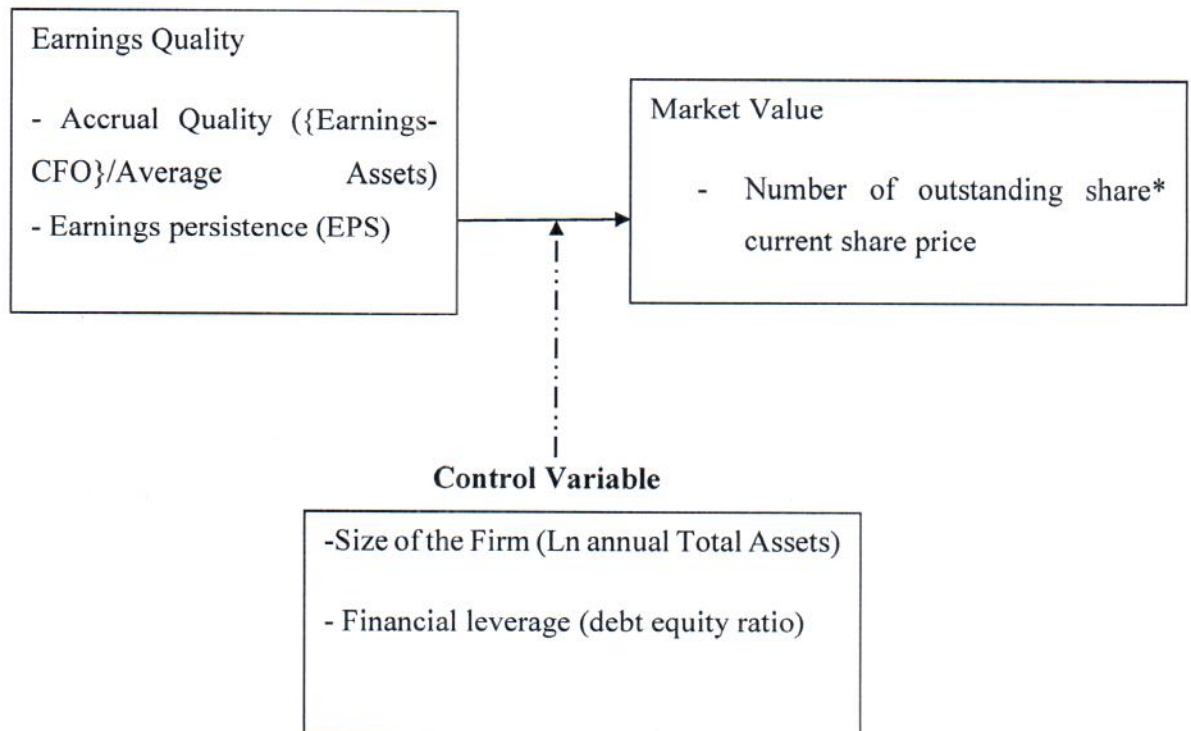 Earnings Quality
- Accrual Quality ({Earnings-
CFO}/Average Assets)
- Earnings persistence (EPS)
Market Value
- Number of outstanding share*
current share price
Control Variable
-Size of the Firm (Ln annual Total Assets)
- Financial leverage (debt equity ratio)